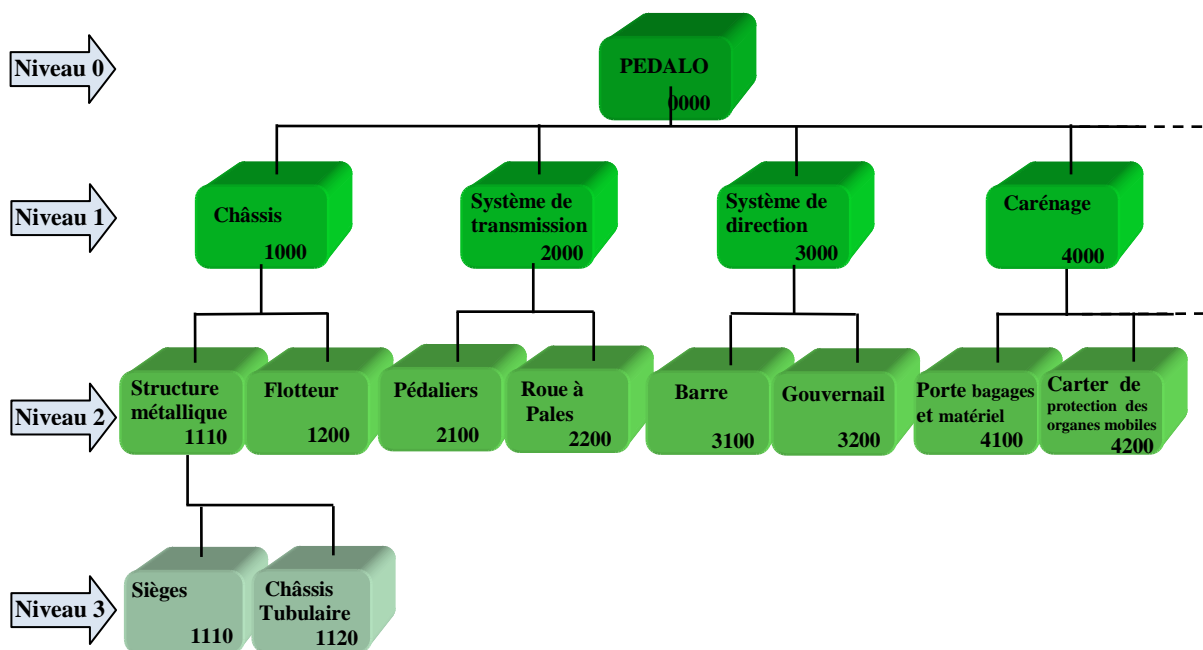 Niveau 0
PEDALO
0000
Niveau 1
Châssis
1000
Système de
transmission
2000
Système de
direction
3000
Carénage
4000
Niveau 2
Structure
métallique
1110
Flotteur
1200
Pédaliers
2100
Roue à
Pales
2200
Barre
3100
Gouvernail
3200
Porte bagages
et matériel
4100
Carter de
protection des
organes mobiles
4200
Niveau 3
Sièges
1110
Châssis
Tubulaire
1120